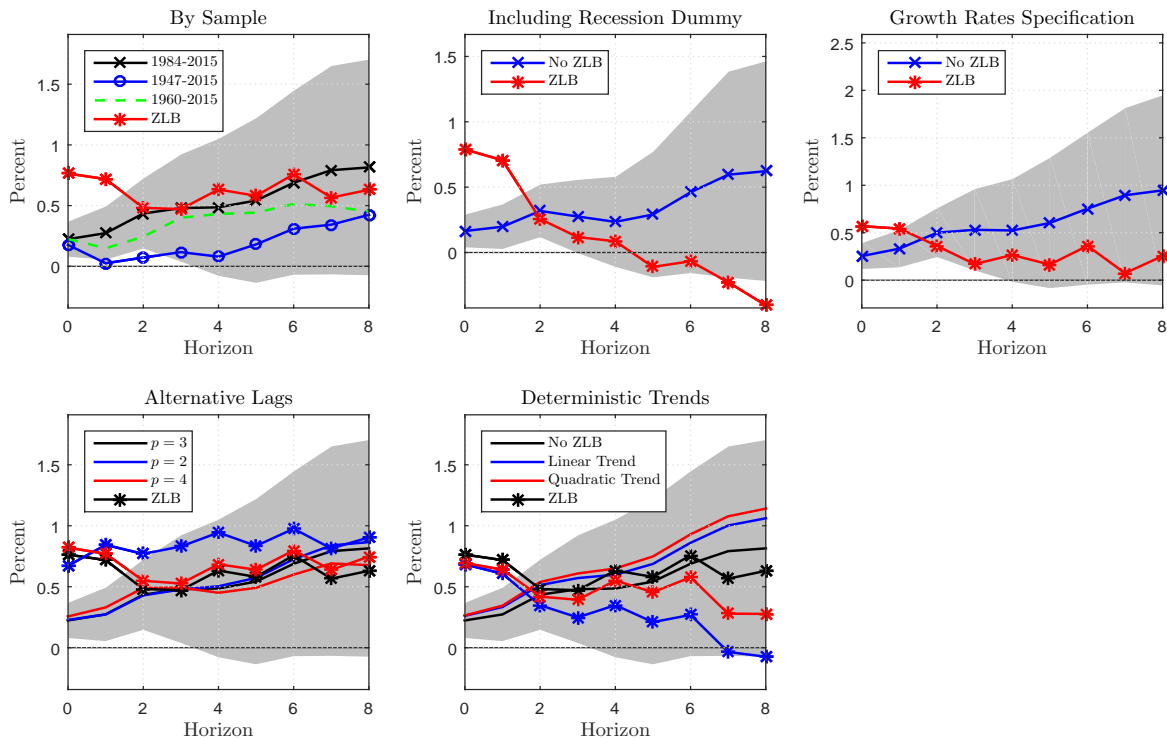 By Sample
Percent
1.5
1
0.5
0
1984-2015
1947-2015
1960-2015
ZLB
0 2 4 6 8
Horizon
Including Recession Dummy
Percent
1.5
1
0.5
0
No ZLB
ZLB
0 2 4 6 8
Horizon
Growth Rates Specification
Percent
2.5
2
1.5
1
0.5
0
No ZLB
ZLB
0 2 4 6 8
Horizon
Alternative Lags
Percent
1.5
1
0.5
0
p = 3
p = 2
p = 4
ZLB
0 2 4 6 8
Horizon
Deterministic Trends
Percent
1.5
1
0.5
0
No ZLB
Linear Trend
Quadratic Trend
ZLB
0 2 4 6 8
Horizon